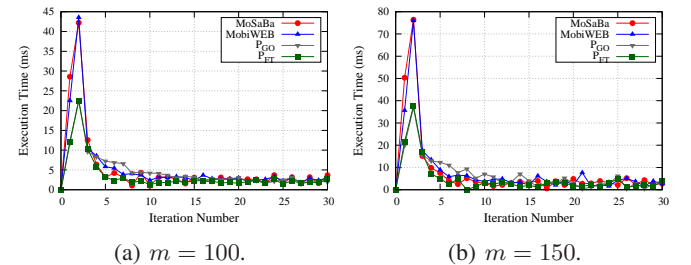 MoSaBa
MobiWEB
P_GO
P_FT
Execution Time (ms)
45
40
35
30
25
20
15
10
5
0
0 5 10 15 20 25 30
Iteration Number
(a) m = 100.
MoSaBa
MobiWEB
P_GO
P_FT
Execution Time (ms)
80
70
60
50
40
30
20
10
0
0 5 10 15 20 25 30
Iteration Number
(b) m = 150.